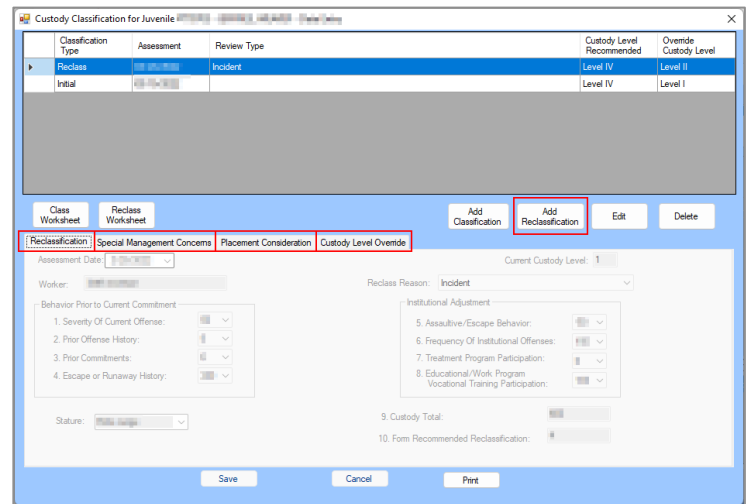 Custody Classification for Juvenile
Classification Type Assessment Review Type Custody Level Recommended Override Custody Level
Reclass Incident Level IV Level II
Initial Level IV Level I
Class Worksheet Reclass Worksheet Add Classification Add Reclassification Edit Delete
Reclassification Special Management Concerns Placement Consideration Custody Level Override
Assessment Date: Current Custody Level: 1
Worker: Reclass Reason: Incident
Behavior Prior to Current Commitment Institutional Adjustment
1. Severity Of Current Offense: 5. Assaultive/Escape Behavior:
2. Prior Offense History: 6. Frequency Of Institutional Offenses:
3. Prior Commitments: 7. Treatment Program Participation:
4. Escape or Runaway History: 8. Educational/Work Program
Vocational Training Participation:
Stature: 9. Custody Total:
10. Form Recommended Reclassification:
Save Cancel Print